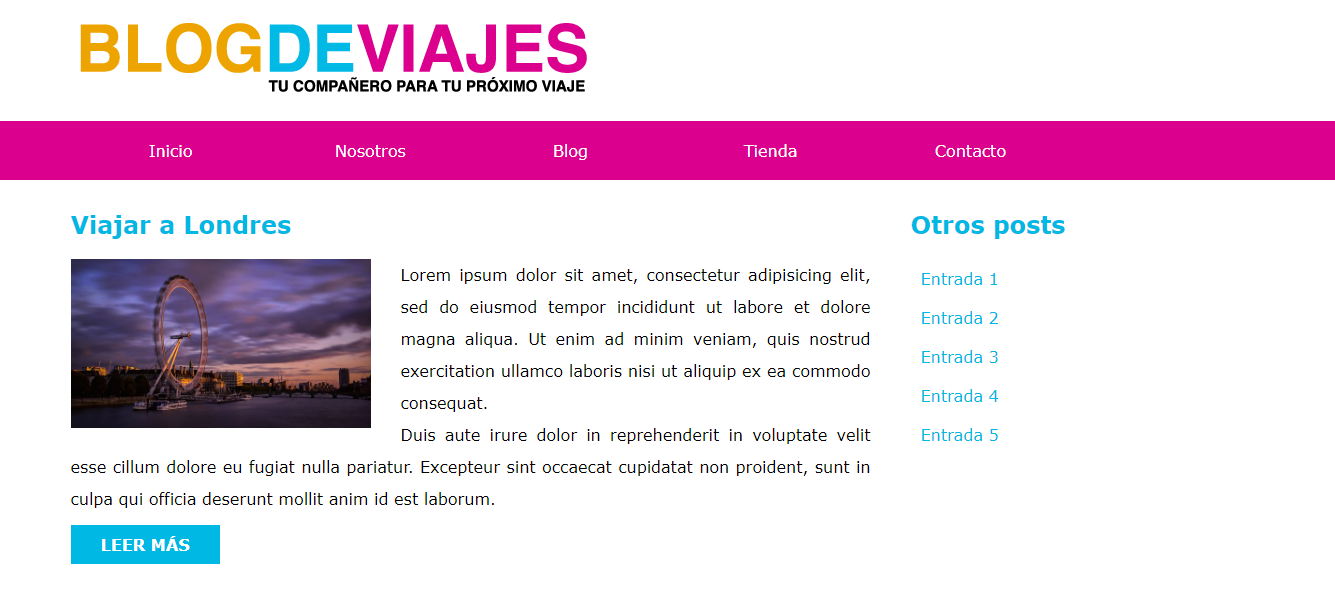 BLOGDEVIAJES
TU COMPAÑERO PARA TU PRÓXIMO VIAJE
Inicio Nosotros Blog Tienda Contacto
Viajar a Londres
Lorem ipsum dolor sit amet, consectetur adipisicing elit,
sed do eiusmod tempor incididunt ut labore et dolore
magna aliqua. Ut enim ad minim veniam, quis nostrud
exercitation ullamco laboris nisi ut aliquip ex ea commodo
consequat.
Duis aute irure dolor in reprehenderit in voluptate velit
esse cillum dolore eu fugiat nulla pariatur. Excepteur sint occaecat cupidatat non proident, sunt in
culpa qui officia deserunt mollit anim id est laborum.
LEER MÁS
Otros posts
Entrada 1
Entrada 2
Entrada 3
Entrada 4
Entrada 5